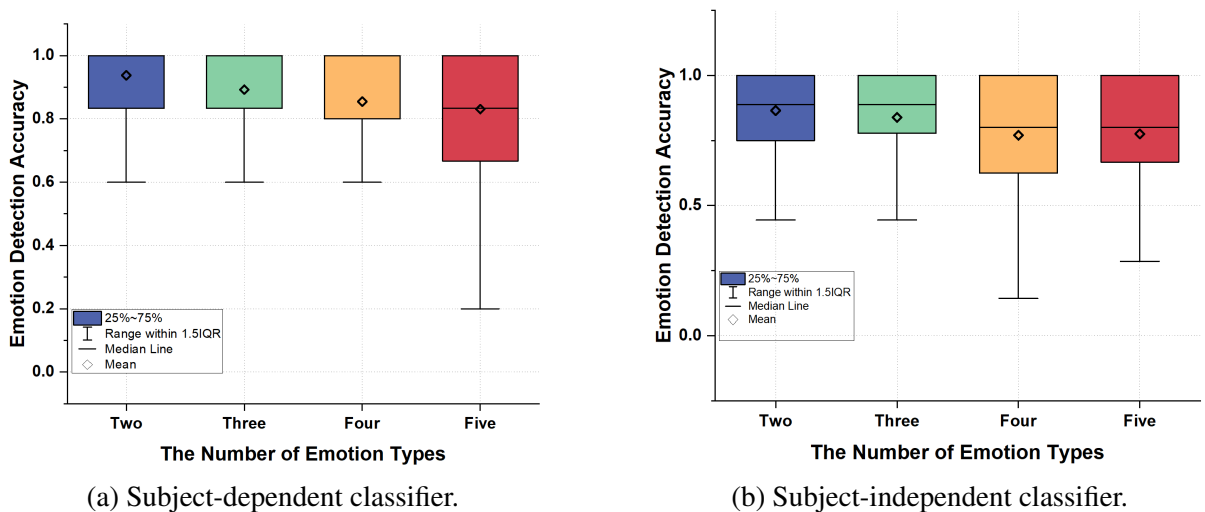 Emotion Detection Accuracy
1.0
0.8
0.6
0.4
0.2
0.0
25%~75%
Range within 1.5IQR
Median Line
Mean
Two Three Four Five
The Number of Emotion Types
(a) Subject-dependent classifier.
Emotion Detection Accuracy
1.0
0.5
0.0
25%~75%
Range within 1.5IQR
Median Line
Mean
Two Three Four Five
The Number of Emotion Types
(b) Subject-independent classifier.